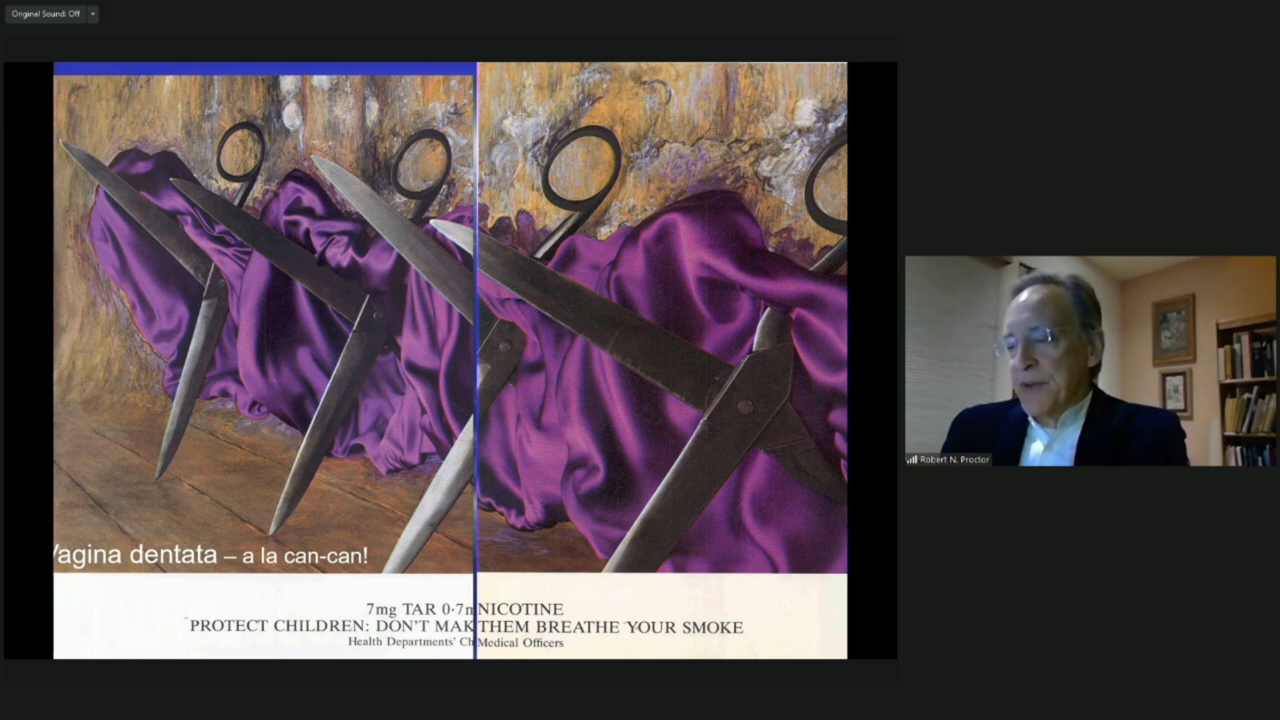 Original Sound: Off
Vagina dentata – a la can-can!
7mg TAR 0·7m NICOTINE
PROTECT CHILDREN: DON'T MAK THEM BREATHE YOUR SMOKE
Health Departments' Ch Medical Officers
Robert N. Proctor